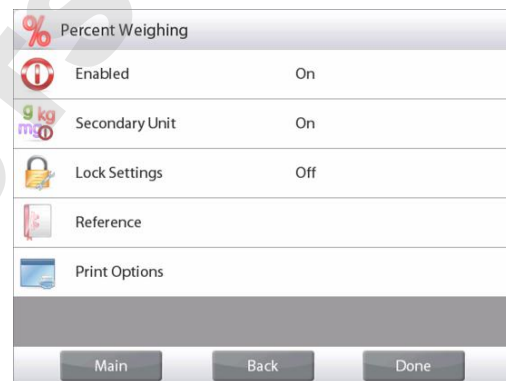 Percent Weighing
Enabled On
Secondary Unit On
Lock Settings Off
Reference
Print Options
Main Back Done